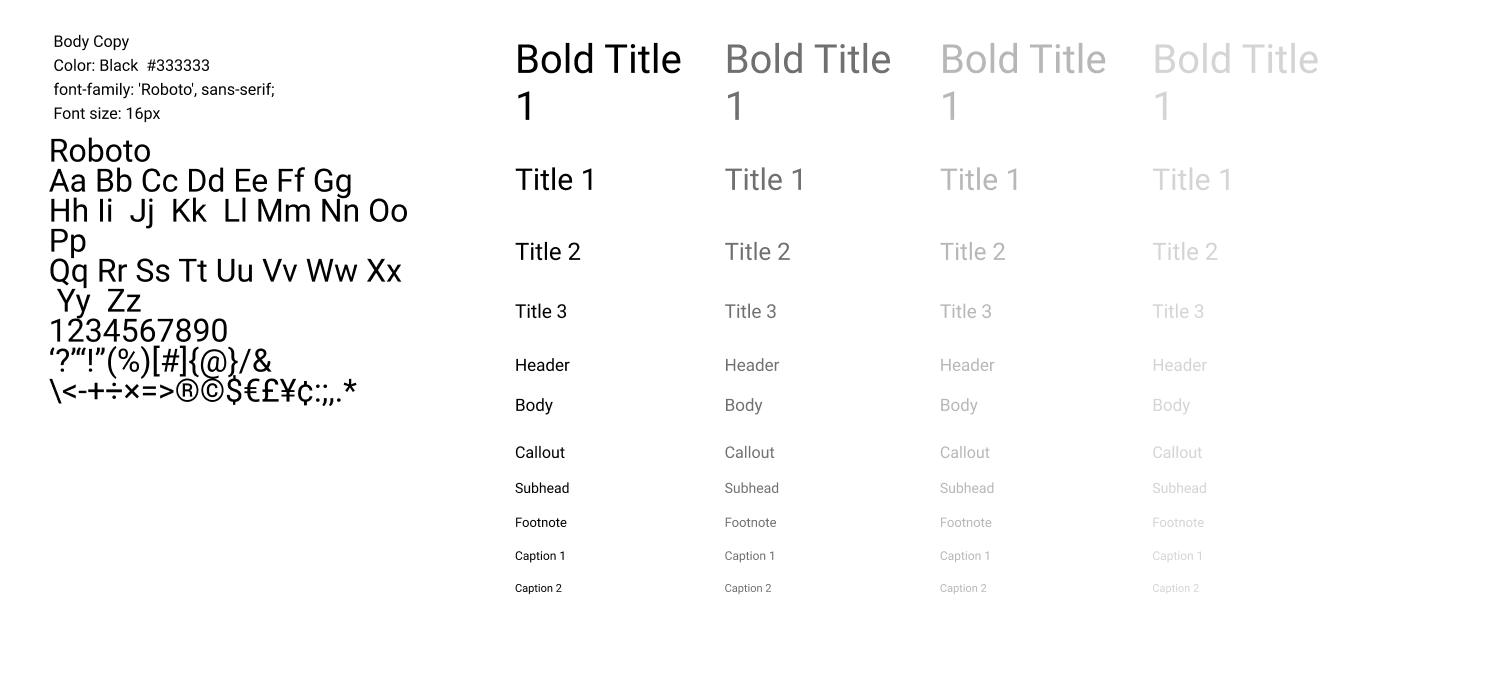 Body Copy
Color: Black  #333333
font-family: 'Roboto', sans-serif;
Font size: 16px
Roboto
Aa Bb Cc Dd Ee Ff Gg
Hh Ii  Jj  Kk  Ll Mm Nn Oo
Pp
Qq Rr Ss Tt Uu Vv Ww Xx
Yy  Zz
1234567890
‘?’“!”(%)[#]{@}/&
\<-+÷×=>®©$€£¥¢:;,.*
Bold Title
1
Title 1
Title 2
Title 3
Header
Body
Callout
Subhead
Footnote
Caption 1
Caption 2
Bold Title
1
Title 1
Title 2
Title 3
Header
Body
Callout
Subhead
Footnote
Caption 1
Caption 2
Bold Title
1
Title 1
Title 2
Title 3
Header
Body
Callout
Subhead
Footnote
Caption 1
Caption 2
Bold Title
1
Title 1
Title 2
Title 3
Header
Body
Callout
Subhead
Footnote
Caption 1
Caption 2